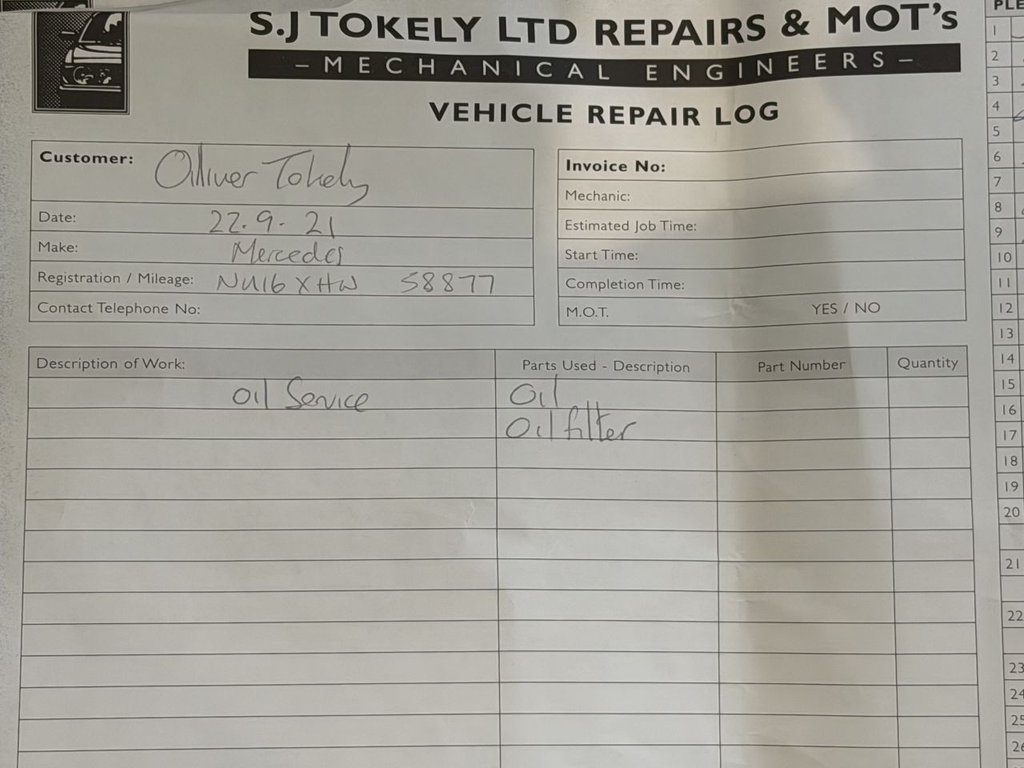 S.J TOKELY LTD REPAIRS & MOT's
– MECHANICAL ENGINEERS –
VEHICLE REPAIR LOG
Customer: Olliver Tokely
Date: 22.9.21
Make: Mercedes
Registration / Mileage: NU16 XHW 58877
Contact Telephone No:
Invoice No:
Mechanic:
Estimated Job Time:
Start Time:
Completion Time:
M.O.T. YES / NO
Description of Work: Parts Used - Description Part Number Quantity
Oil Service Oil
Oil filter
PLE
1
2
3
4
5
6
7
8
9
10
11
12
13
14
15
16
17
18
19
20
21
22
23
24
25
26